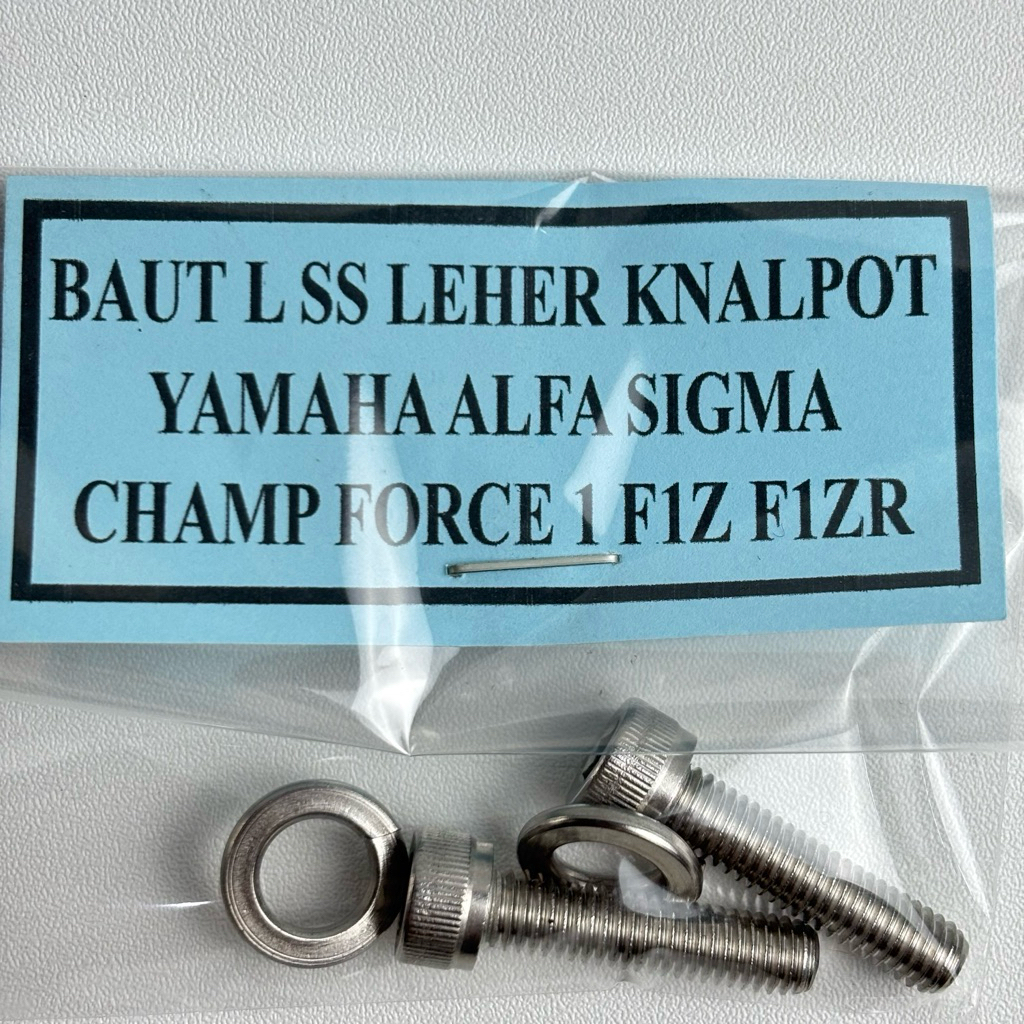 BAUT L SS LEHER KNALPOT
YAMAHA ALFA SIGMA
CHAMP FORCE 1 F1Z F1ZR